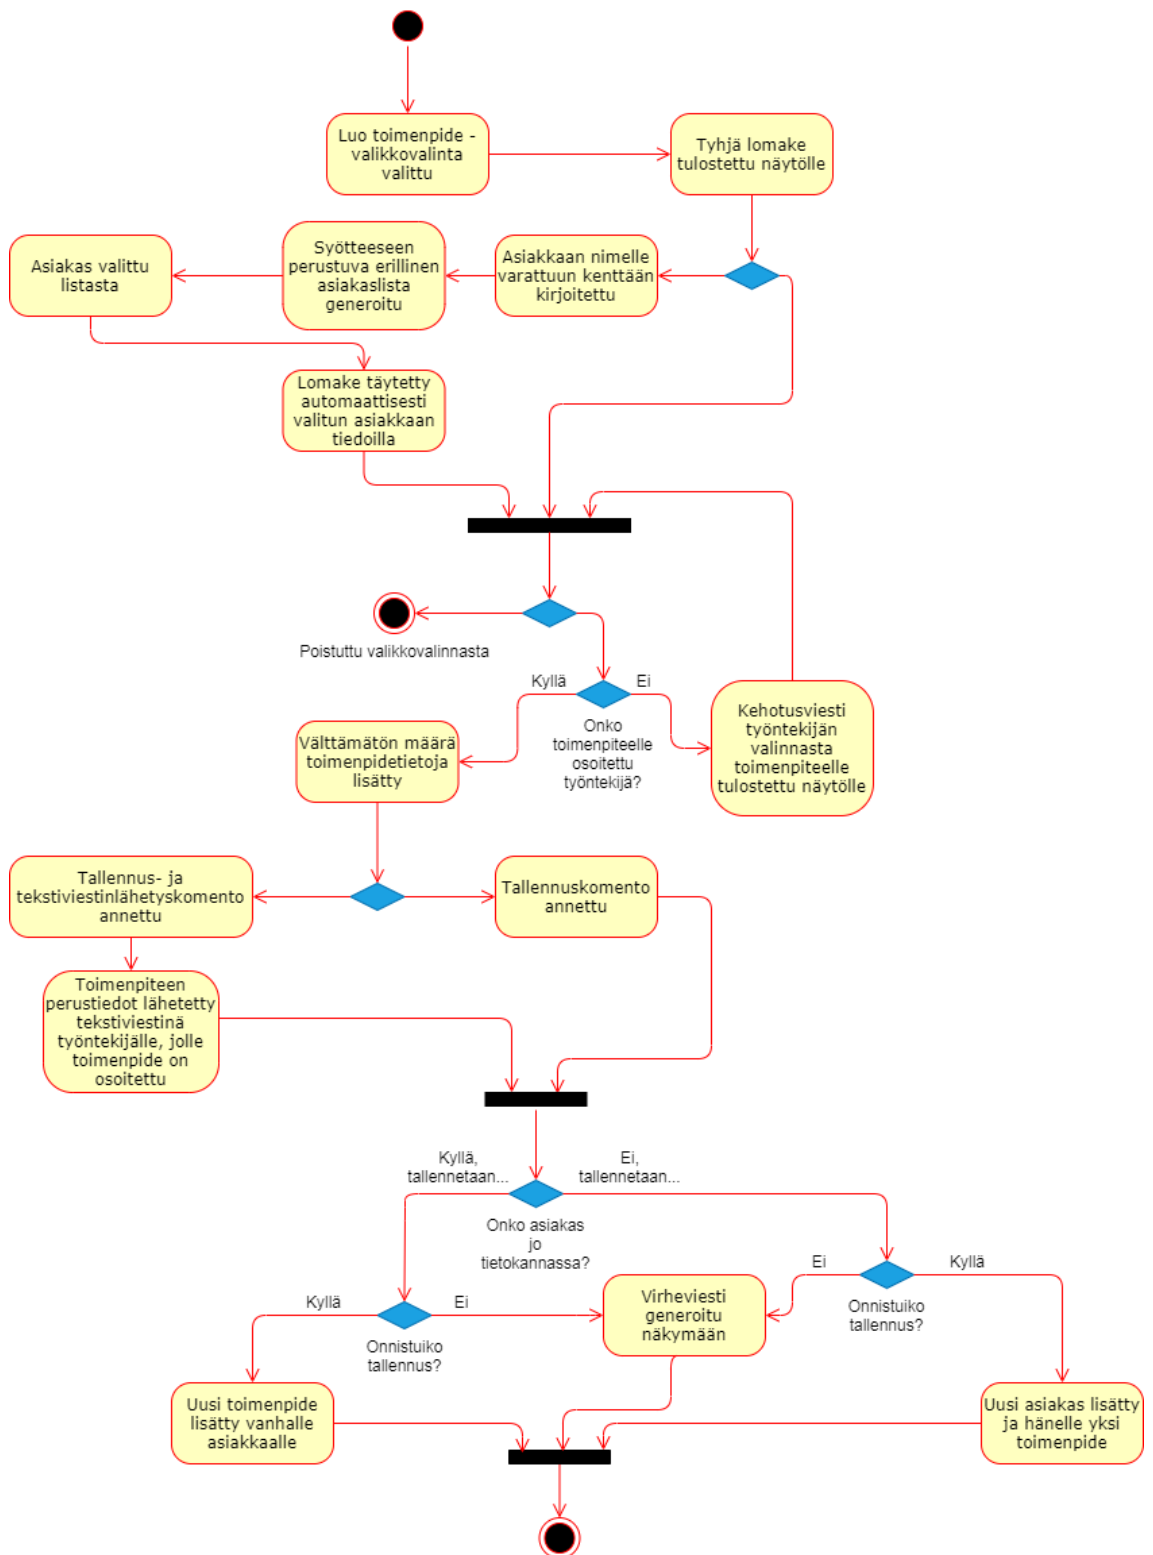 Luo toimenpide -
valikkovalinta
valittu
Tyhjä lomake
tulostettu näytölle
Asiakas valittu
listasta
Syötteeseen
perustuva erillinen
asiakaslista
generoitu
Asiakkaan nimelle
varattuun kenttään
kirjoitettu
Lomake täytetty
automaattisesti
valitun asiakkaan
tiedoilla
Poistuttu valikkovalinnasta
Kyllä
Ei
Onko
toimenpiteelle
osoitettu
työntekijä?
Kehotusviesti
työntekijän
valinnasta
toimenpiteelle
tulostettu näytölle
Välttämätön määrä
toimenpidetietoja
lisätty
Tallennus- ja
tekstiviestinlähetyskomento
annettu
Tallennuskomento
annettu
Toimenpiteen
perustiedot lähetetty
tekstiviestinä
työntekijälle, jolle
toimenpide on
osoitettu
Kyllä,
tallennetaan...
Ei,
tallennetaan...
Onko asiakas
jo
tietokannassa?
Kyllä
Ei
Onnistuiko
tallennus?
Virheviesti
generoitu
näkymään
Ei
Kyllä
Onnistuiko
tallennus?
Uusi toimenpide
lisätty vanhalle
asiakkaalle
Uusi asiakas lisätty
ja hänelle yksi
toimenpide